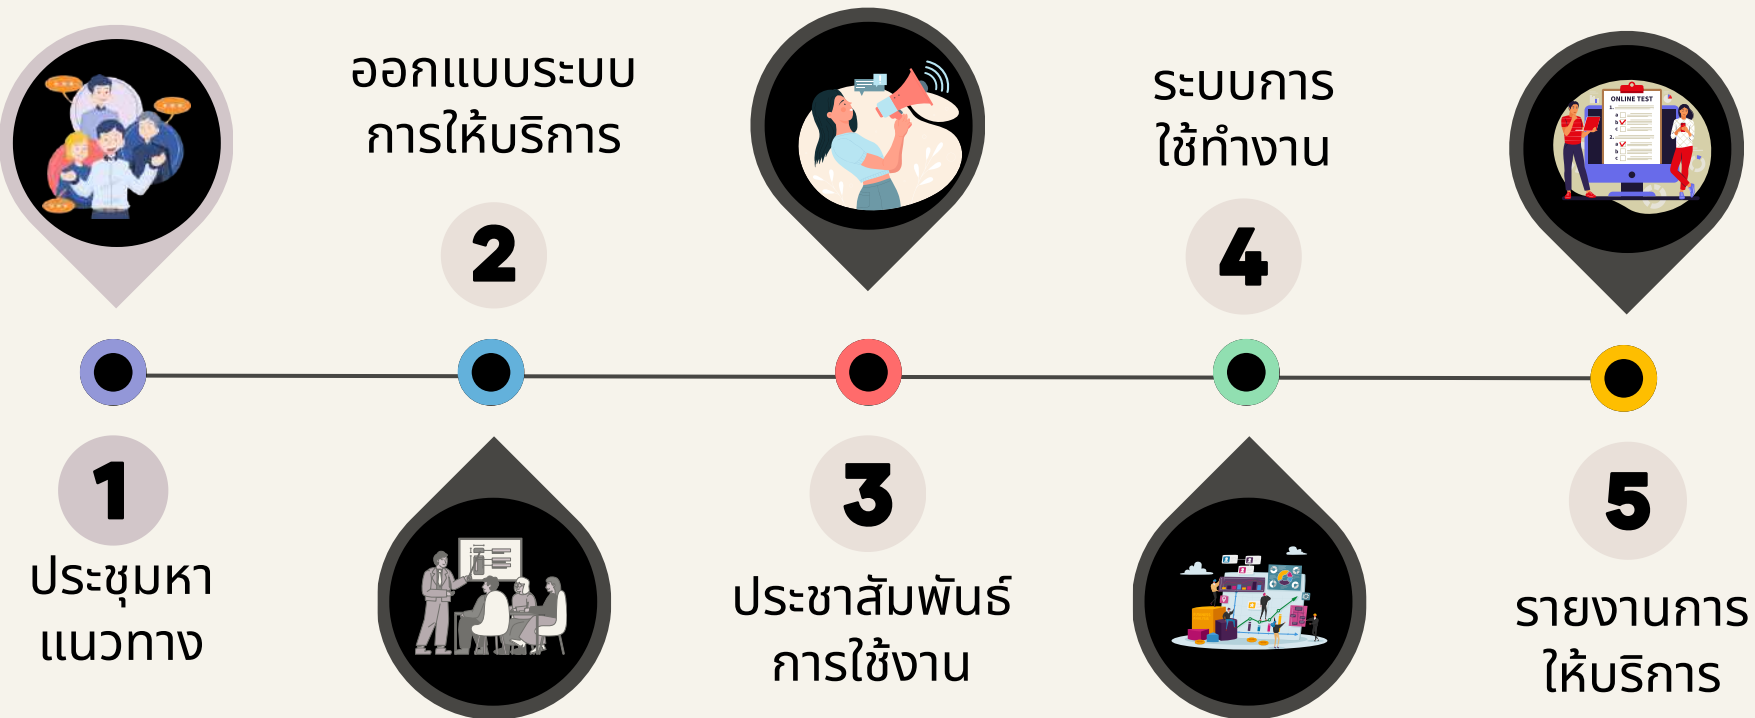 1
ประชุมหา
แนวทาง
ออกแบบระบบ
การให้บริการ
2
3
ประชาสัมพันธ์
การใช้งาน
ระบบการ
ใช้ทำงาน
4
ONLINE TEST
5
รายงานการ
ให้บริการ